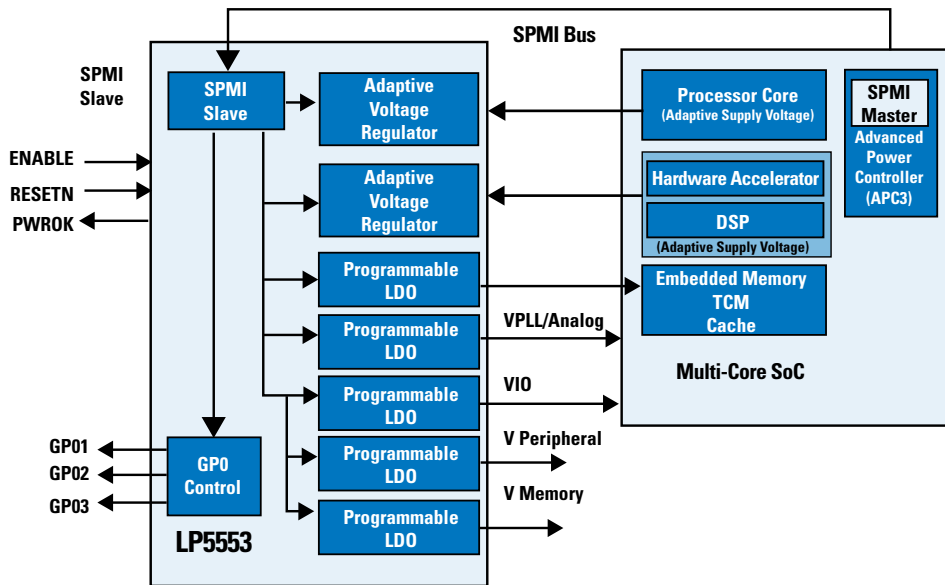 SPMI Bus
SPMI
Slave
SPMI
Slave
Adaptive
Voltage
Regulator
Processor Core
(Adaptive Supply Voltage)
SPMI
Master
Advanced
Power
Controller
(APC3)
ENABLE
RESETN
PWROK
Adaptive
Voltage
Regulator
Hardware Accelerator
DSP
(Adaptive Supply Voltage)
Programmable
LDO
Embedded Memory
TCM
Cache
Programmable
LDO
VPLL/Analog
Multi-Core SoC
Programmable
LDO
VIO
GP01
GP02
GP03
GP0
Control
Programmable
LDO
V Peripheral
Programmable
LDO
V Memory
LP5553